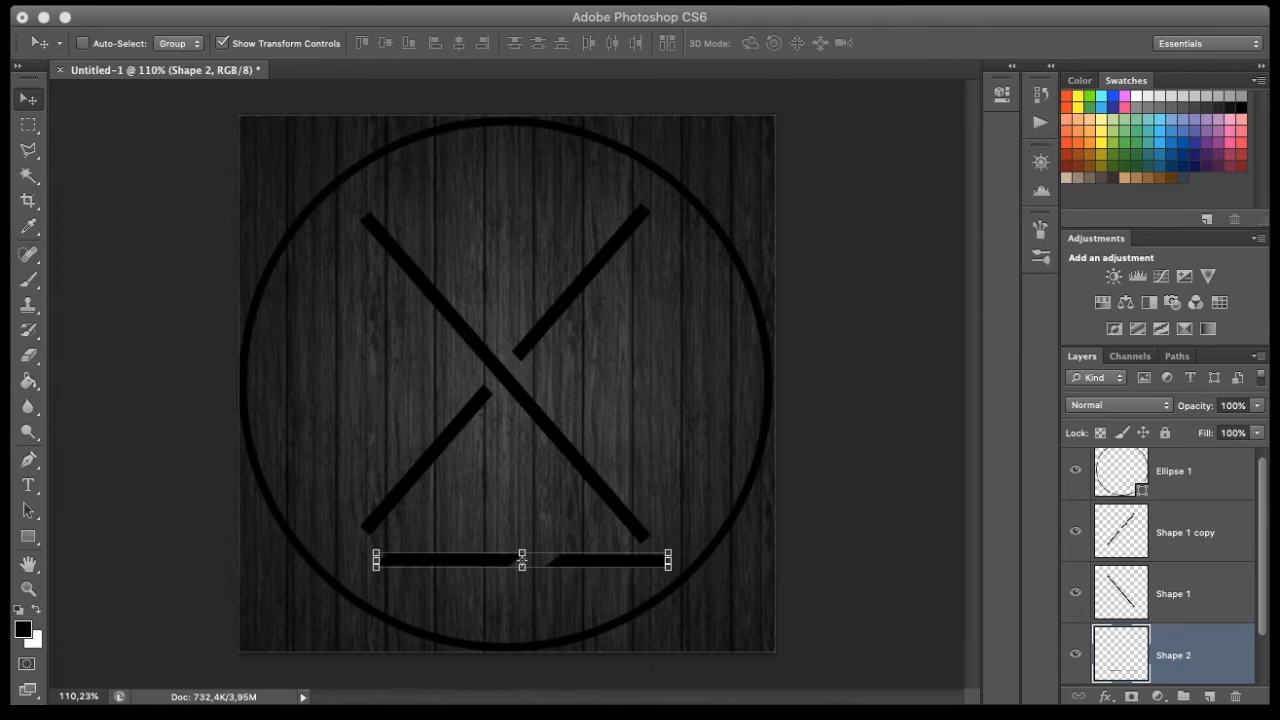 Adobe Photoshop CS6
Auto-Select: Group Show Transform Controls 3D Mode: Essentials
Untitled-1 @ 110% (Shape 2, RGB/8) *
Color Swatches
Adjustments
Add an adjustment
Layers Channels Paths
Kind
Normal Opacity: 100%
Lock: Fill: 100%
Ellipse 1
Shape 1 copy
Shape 1
Shape 2
110,23% Doc: 732,4K/3,95M